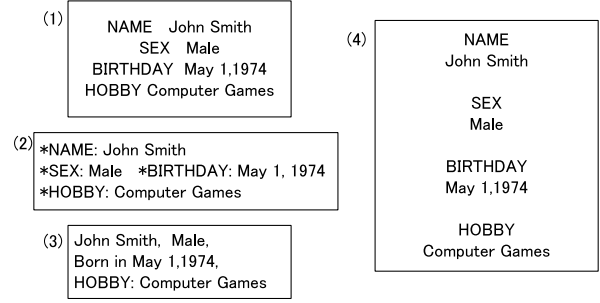 (1)
NAME John Smith
SEX Male
BIRTHDAY May 1,1974
HOBBY Computer Games
(2)
*NAME: John Smith
*SEX: Male *BIRTHDAY: May 1, 1974
*HOBBY: Computer Games
(3)
John Smith, Male,
Born in May 1,1974,
HOBBY: Computer Games
(4)
NAME
John Smith
SEX
Male
BIRTHDAY
May 1,1974
HOBBY
Computer Games